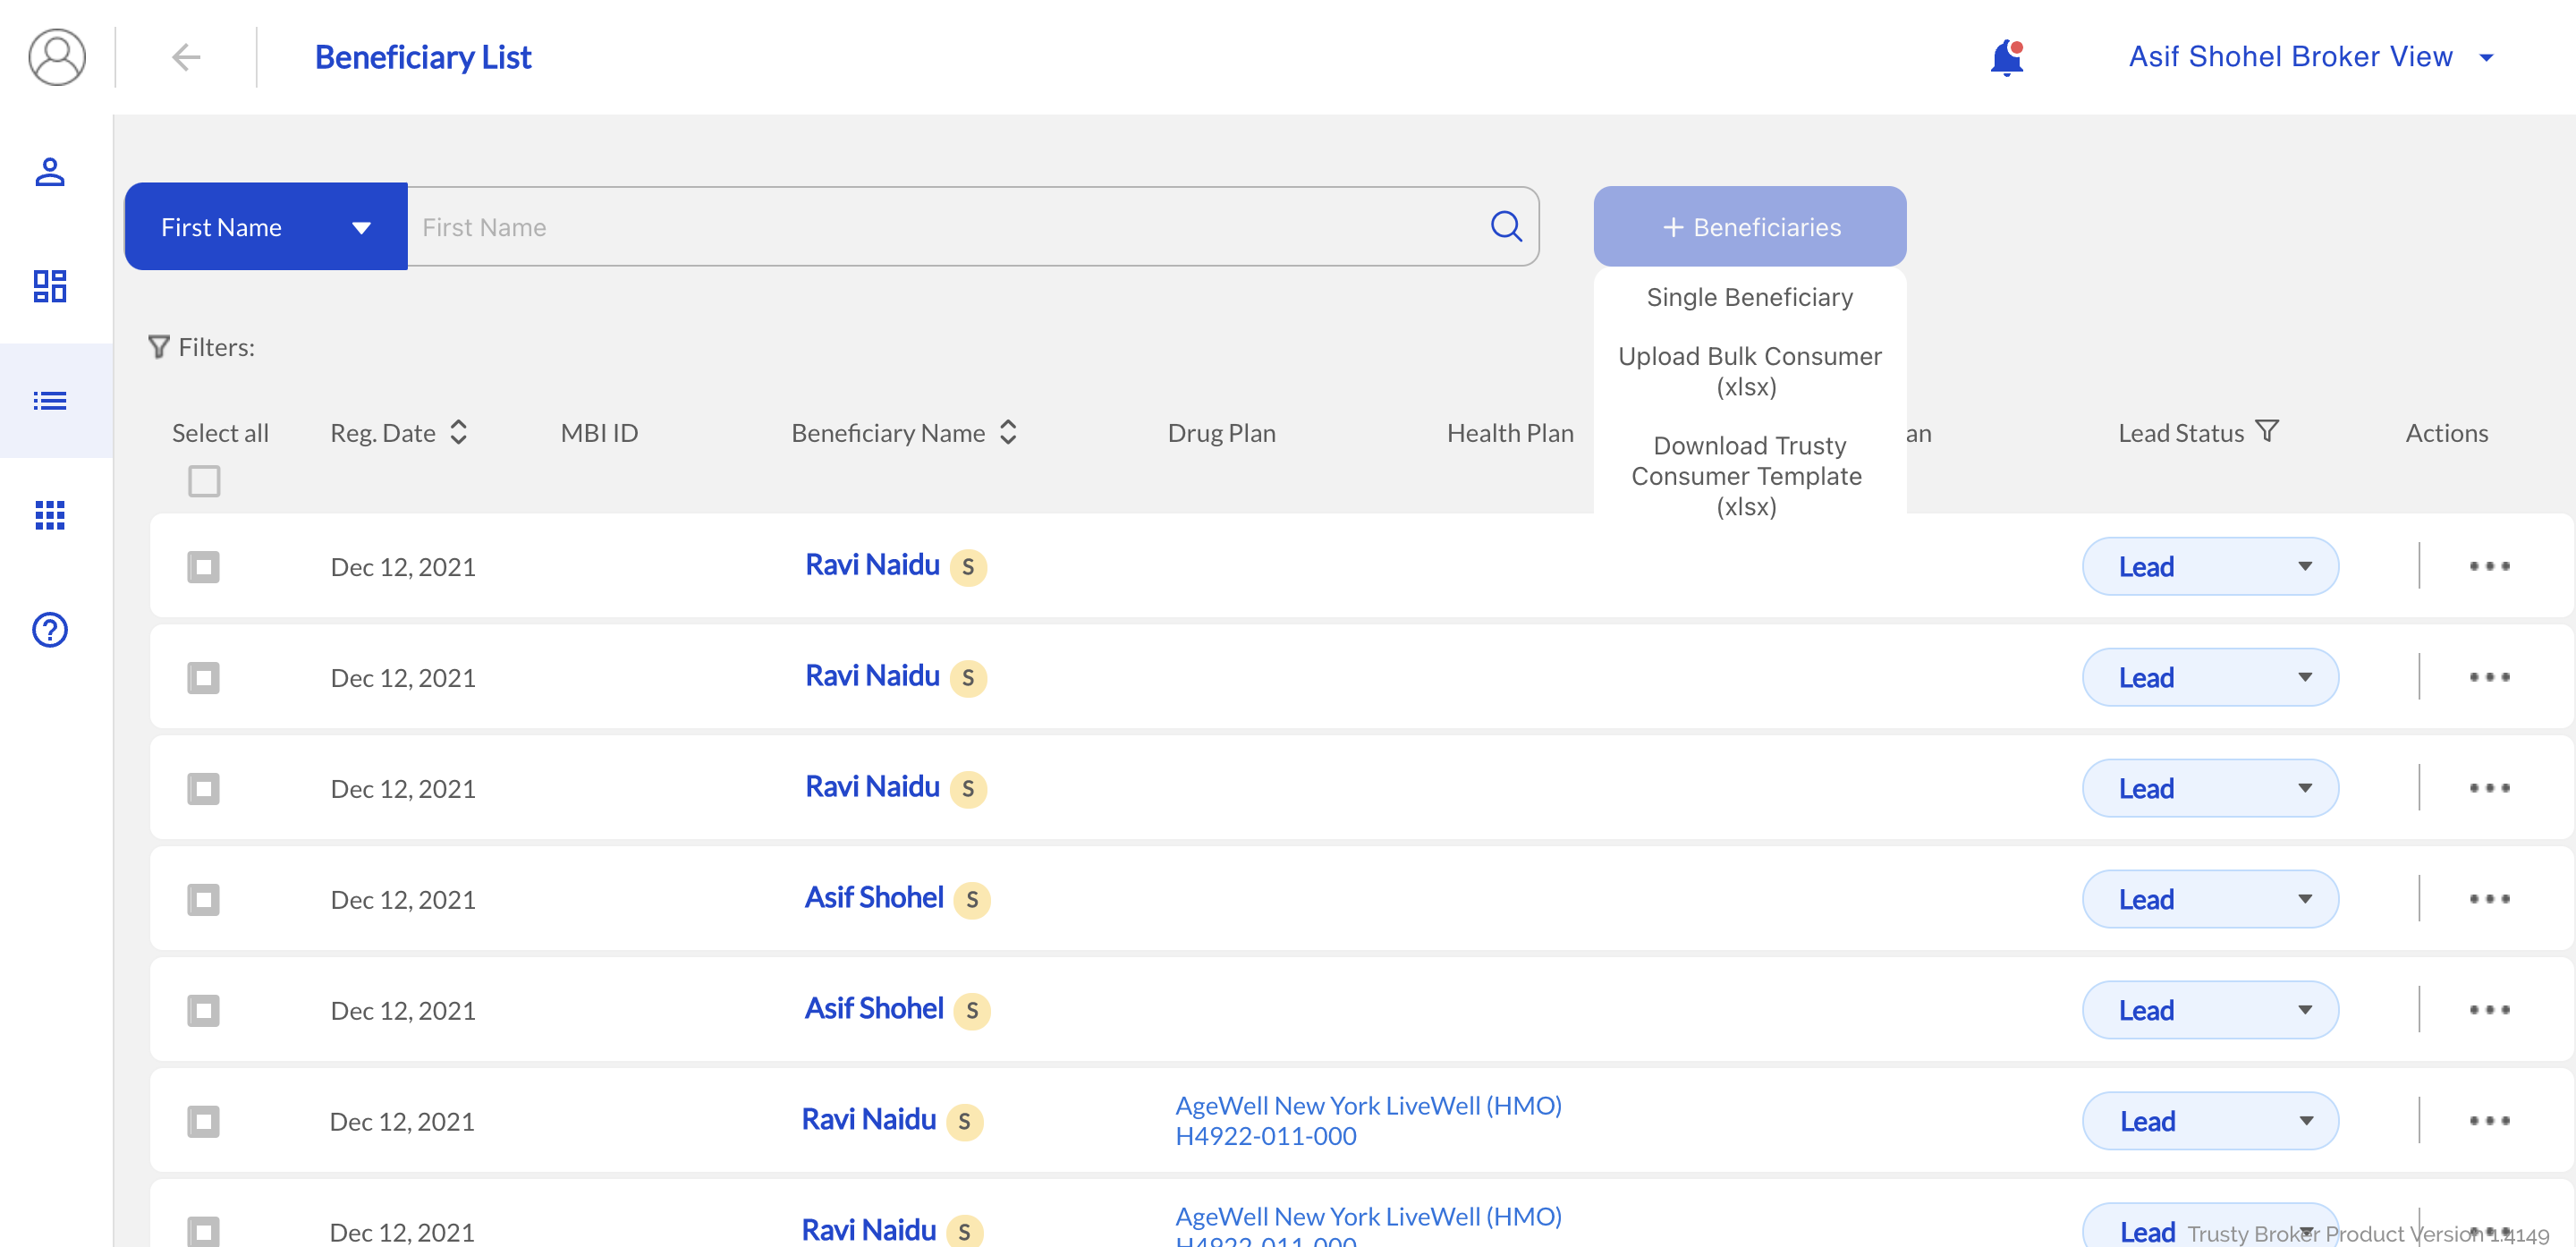 Beneficiary List
Asif Shohel Broker View
First Name
First Name
+ Beneficiaries
Single Beneficiary
Upload Bulk Consumer
(xlsx)
Download Trusty
Consumer Template
(xlsx)
Filters:
Select all
Reg. Date
MBI ID
Beneficiary Name
Drug Plan
Health Plan
an
Lead Status
Actions
Dec 12, 2021
Ravi Naidu
S
Lead
Dec 12, 2021
Ravi Naidu
S
Lead
Dec 12, 2021
Ravi Naidu
S
Lead
Dec 12, 2021
Asif Shohel
S
Lead
Dec 12, 2021
Asif Shohel
S
Lead
Dec 12, 2021
Ravi Naidu
S
AgeWell New York LiveWell (HMO)
H4922-011-000
Lead
Dec 12, 2021
Ravi Naidu
S
AgeWell New York LiveWell (HMO)
H4922-011-000
Lead
Trusty Broker Product Version 1.4149